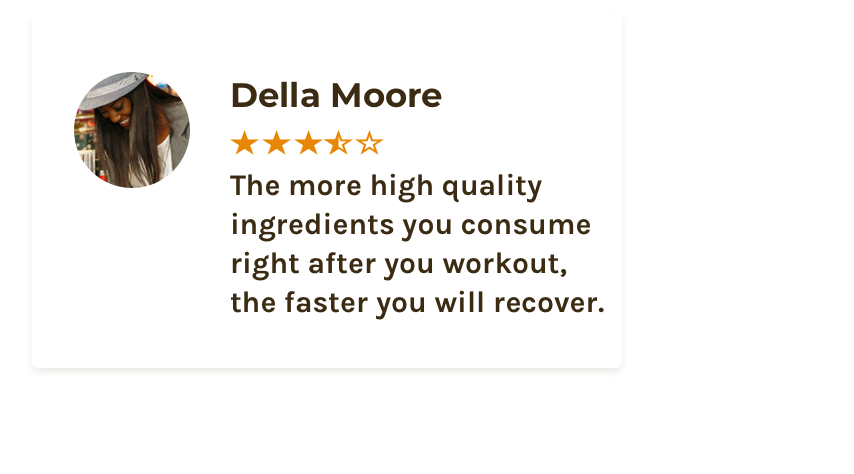 Della Moore
The more high quality
ingredients you consume
right after you workout,
the faster you will recover.